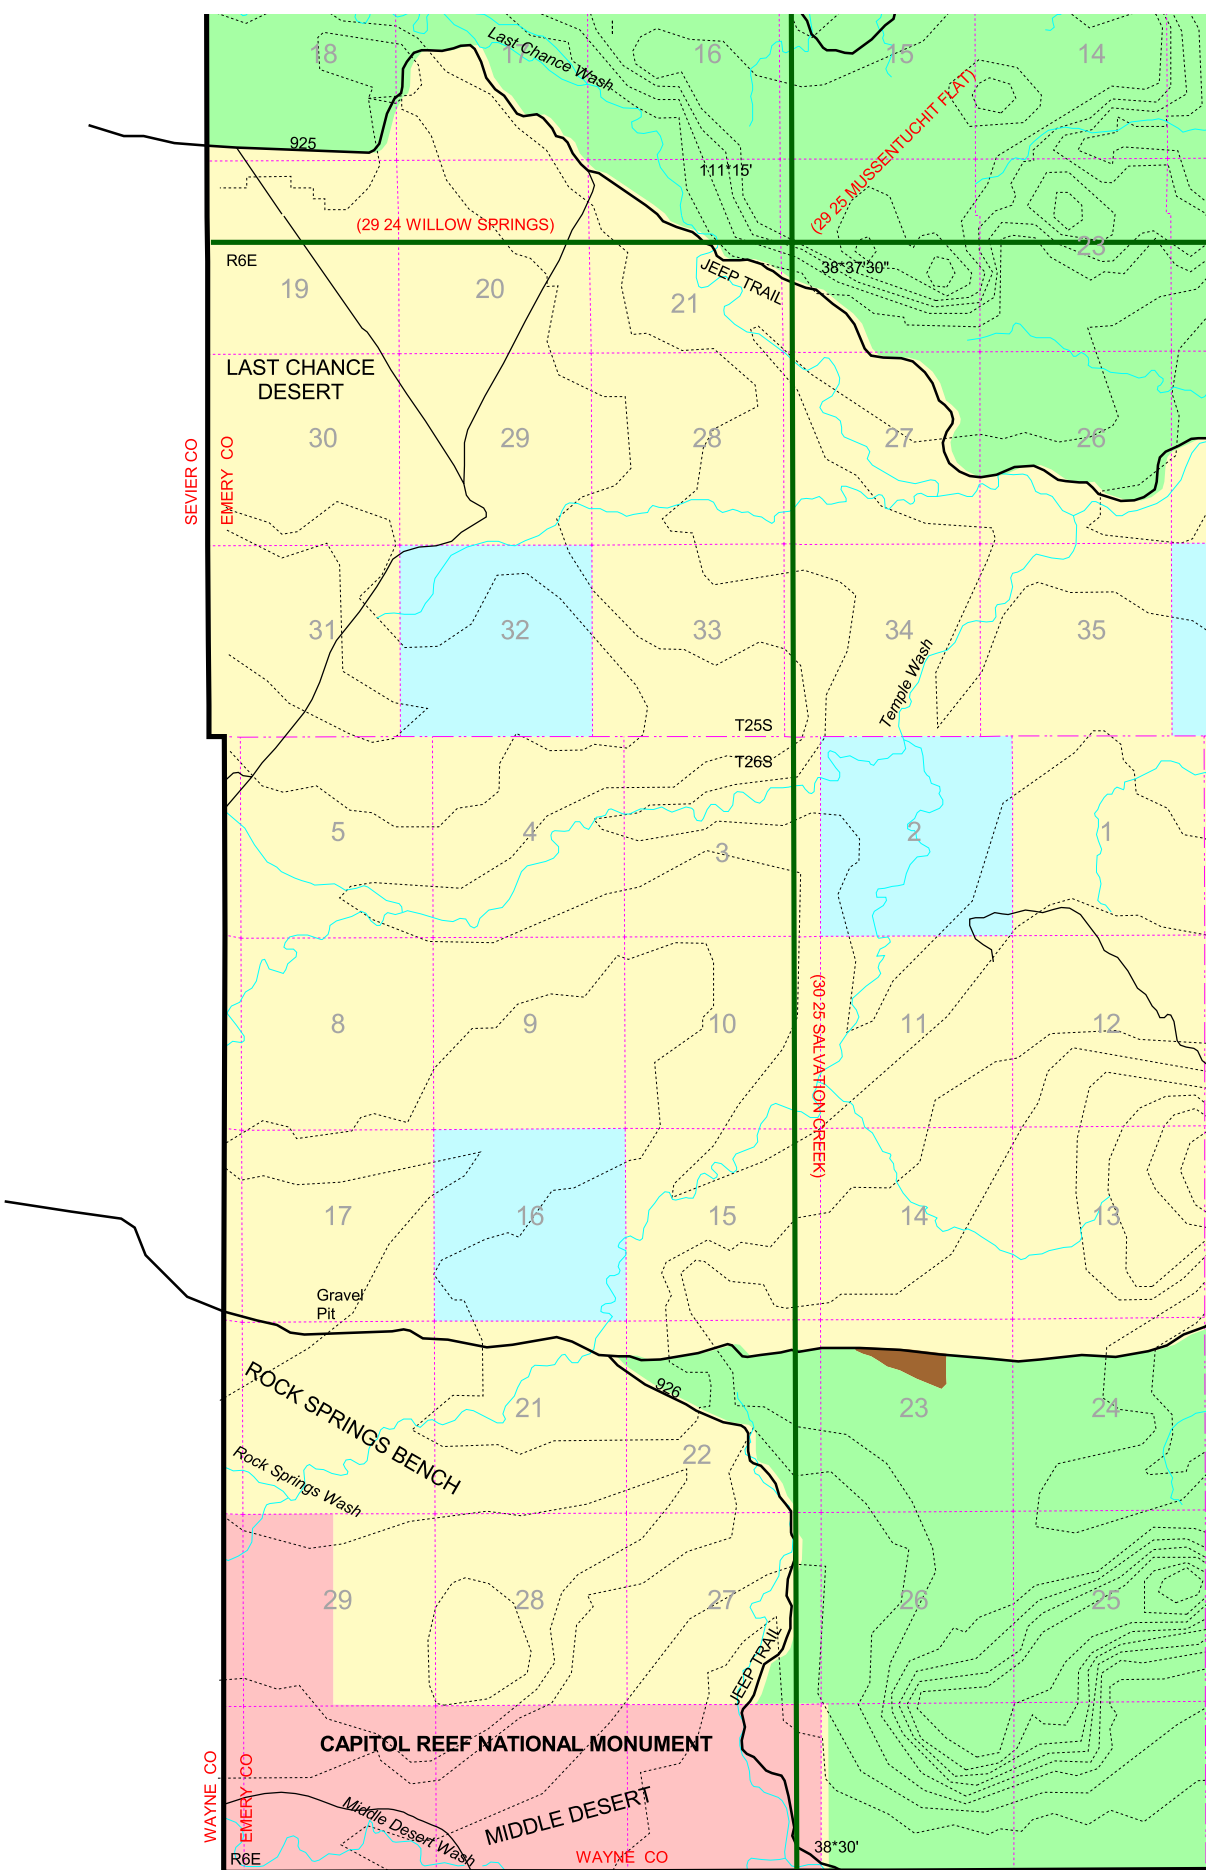 18
17
16
15
14
Last Chance Wash
925
111°15'
(29 25 MUSSENTUCHIT FLAT)
(29 24 WILLOW SPRINGS)
R6E
19
20
21
JEEP TRAIL
38°37'30"
23
LAST CHANCE
DESERT
30
29
28
27
26
SEVIER CO
EMERY CO
31
32
33
34
35
Temple Wash
T25S
T26S
5
4
3
2
1
8
9
10
11
12
(30 25 SALVATION CREEK)
17
16
15
14
13
Gravel
Pit
ROCK SPRINGS BENCH
926
21
22
23
24
Rock Springs Wash
29
28
27
26
25
JEEP TRAIL
CAPITOL REEF NATIONAL MONUMENT
WAYNE CO
EMERY CO
MIDDLE DESERT
Middle Desert Wash
WAYNE CO
38°30'
R6E